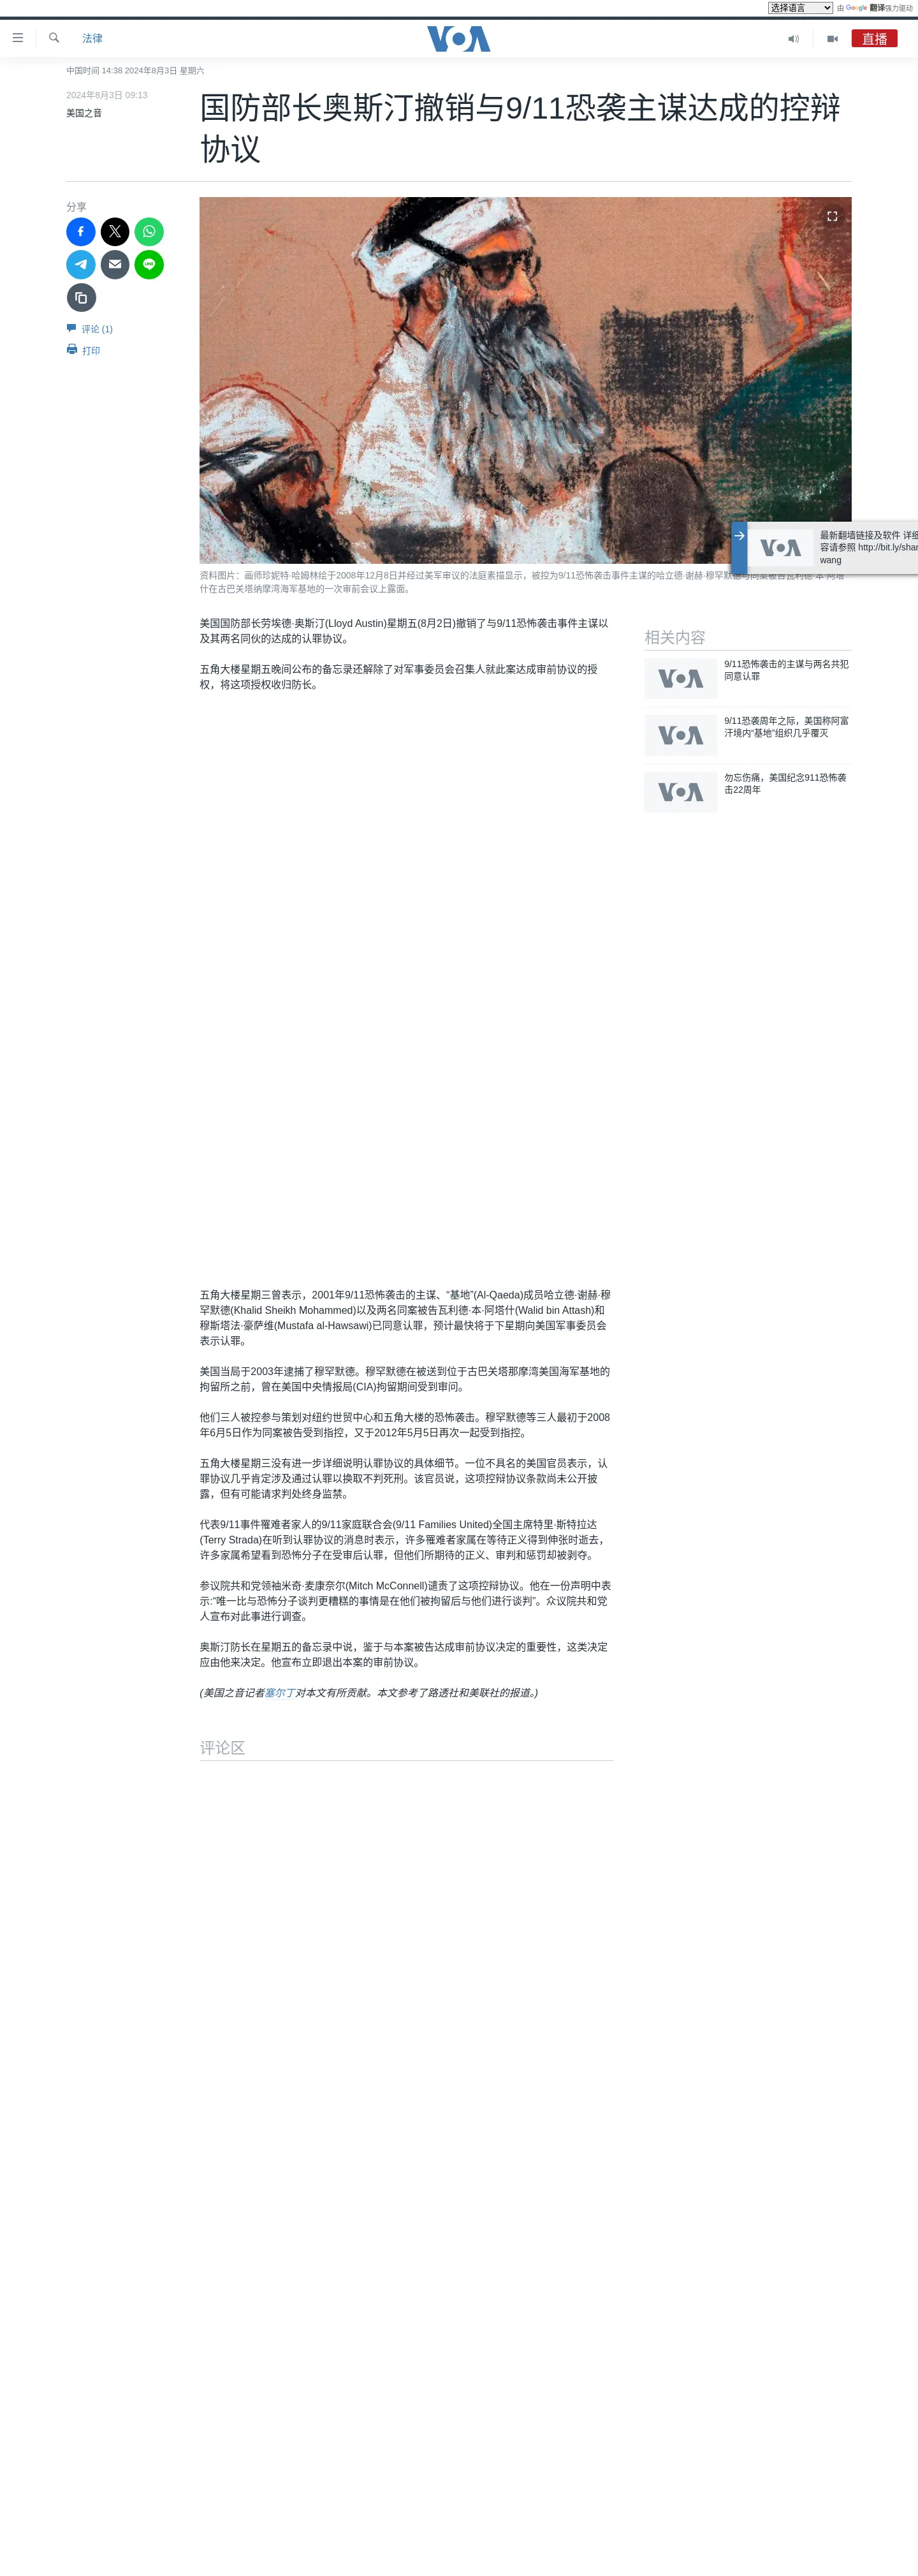 选择语言 由 Google 翻译强力驱动
法律
VOA
直播
中国时间 14:38 2024年8月3日 星期六
2024年8月3日 09:13
美国之音
国防部长奥斯汀撤销与9/11恐袭主谋达成的控辩
协议
分享
评论 (1)
打印
最新翻墙链接及软件 详细
容请参照 http://bit.ly/shar
wang
VOA
资料图片：画师珍妮特·哈姆林绘于2008年12月8日并经过美军审议的法庭素描显示，被控为9/11恐怖袭击事件主谋的哈立德·谢赫·穆罕默德与同案被告瓦利德·本·阿塔
什在古巴关塔纳摩湾海军基地的一次审前会议上露面。
美国国防部长劳埃德·奥斯汀(Lloyd Austin)星期五(8月2日)撤销了与9/11恐怖袭击事件主谋以
及其两名同伙的达成的认罪协议。
五角大楼星期五晚间公布的备忘录还解除了对军事委员会召集人就此案达成审前协议的授
权，将这项授权收归防长。
相关内容
VOA
9/11恐怖袭击的主谋与两名共犯
同意认罪
VOA
9/11恐袭周年之际，美国称阿富
汗境内“基地”组织几乎覆灭
VOA
勿忘伤痛，美国纪念911恐怖袭
击22周年
五角大楼星期三曾表示，2001年9/11恐怖袭击的主谋、“基地”(Al-Qaeda)成员哈立德·谢赫·穆
罕默德(Khalid Sheikh Mohammed)以及两名同案被告瓦利德·本·阿塔什(Walid bin Attash)和
穆斯塔法·豪萨维(Mustafa al-Hawsawi)已同意认罪，预计最快将于下星期向美国军事委员会
表示认罪。
美国当局于2003年逮捕了穆罕默德。穆罕默德在被送到位于古巴关塔那摩湾美国海军基地的
拘留所之前，曾在美国中央情报局(CIA)拘留期间受到审问。
他们三人被控参与策划对纽约世贸中心和五角大楼的恐怖袭击。穆罕默德等三人最初于2008
年6月5日作为同案被告受到指控，又于2012年5月5日再次一起受到指控。
五角大楼星期三没有进一步详细说明认罪协议的具体细节。一位不具名的美国官员表示，认
罪协议几乎肯定涉及通过认罪以换取不判死刑。该官员说，这项控辩协议条款尚未公开披
露，但有可能请求判处终身监禁。
代表9/11事件罹难者家人的9/11家庭联合会(9/11 Families United)全国主席特里·斯特拉达
(Terry Strada)在听到认罪协议的消息时表示，许多罹难者家属在等待正义得到伸张时逝去，
许多家属希望看到恐怖分子在受审后认罪，但他们所期待的正义、审判和惩罚却被剥夺。
参议院共和党领袖米奇·麦康奈尔(Mitch McConnell)谴责了这项控辩协议。他在一份声明中表
示:“唯一比与恐怖分子谈判更糟糕的事情是在他们被拘留后与他们进行谈判”。众议院共和党
人宣布对此事进行调查。
奥斯汀防长在星期五的备忘录中说，鉴于与本案被告达成审前协议决定的重要性，这类决定
应由他来决定。他宣布立即退出本案的审前协议。
(美国之音记者塞尔丁对本文有所贡献。本文参考了路透社和美联社的报道。)
评论区